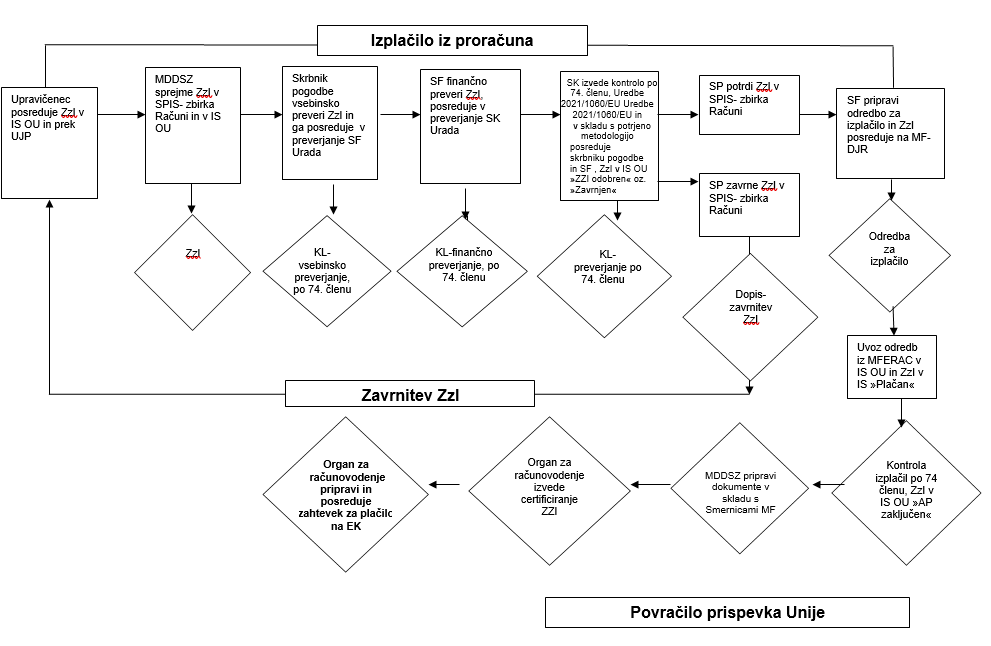 Izplačilo iz proračuna
Upravičenec
posreduje ZzI v
IS OU in prek
UJP
MDDSZ
sprejme ZzI v
SPIS- zbirka
Računi in v IS
OU
Skrbnik
pogodbe
vsebinsko
preveri ZzI in
ga posreduje v
preverjanje SF
Urada
SF finančno
preveri ZzI,
posreduje v
preverjanje SK
Urada
SK izvede kontrolo po
74. členu, Uredbe
2021/1060/EU Uredbe
2021/1060/EU in
v skladu s potrjeno
metodologijo
posreduje
skrbniku pogodbe
in SF , ZzI v IS OU
»ZZI odobren« oz.
»Zavrnjen«
SP potrdi ZzI v
SPIS- zbirka
Računi
SP zavrne ZzI v
SPIS- zbirka
Računi
SF pripravi
odredbo za
izplačilo in ZzI
posreduje na MF-
DJR
ZzI
KL-
vsebinsko
preverjanje,
po 74. členu
KL-finančno
preverjanje, po
74. členu
KL-
preverjanje po
74. členu
Dopis-
zavrnitev
ZzI
Odredba
za
izplačilo
Uvoz odredb
iz MFERAC v
IS OU in ZzI v
IS »Plačan«
Zavrnitev ZzI
Organ za
računovodenje
pripravi in
posreduje
zahtevek za plačilo
na EK
Organ za
računovodenje
izvede
certificiranje
ZZI
MDDSZ pripravi
dokumente v
skladu s
Smernicami MF
Kontrola
izplačil po 74
členu, ZzI v
IS OU »AP
zaključen«
Povračilo prispevka Unije